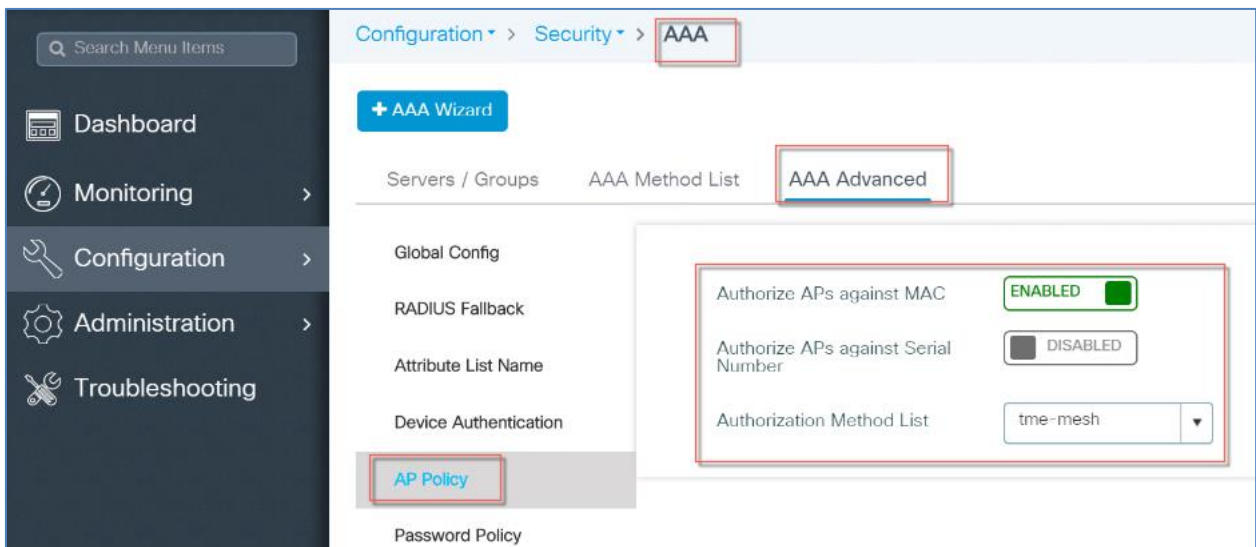 Search Menu Items
Dashboard
Monitoring
Configuration
Administration
Troubleshooting
Configuration > Security > AAA
+ AAA Wizard
Servers / Groups AAA Method List AAA Advanced
Global Config
RADIUS Fallback
Attribute List Name
Device Authentication
AP Policy
Password Policy
Authorize APs against MAC ENABLED
Authorize APs against Serial
Number
DISABLED
Authorization Method List tme-mesh